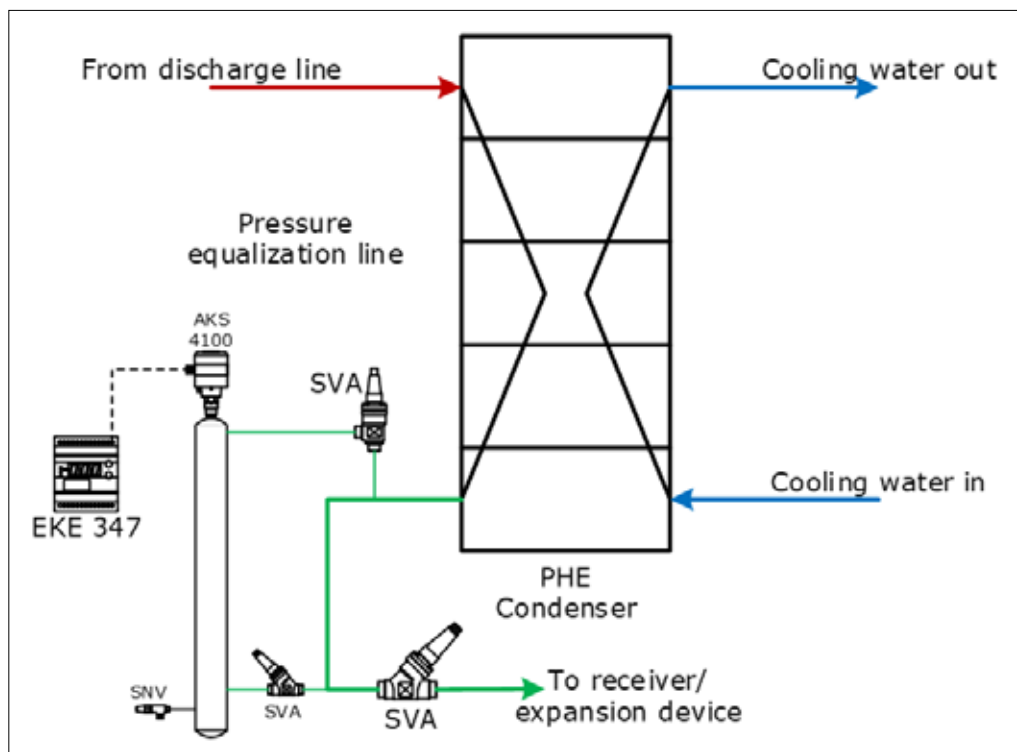 From discharge line
Cooling water out
Pressure
equalization line
AKS
4100
SVA
EKE 347
Cooling water in
PHE
Condenser
SNV
SVA
SVA
To receiver/
expansion device